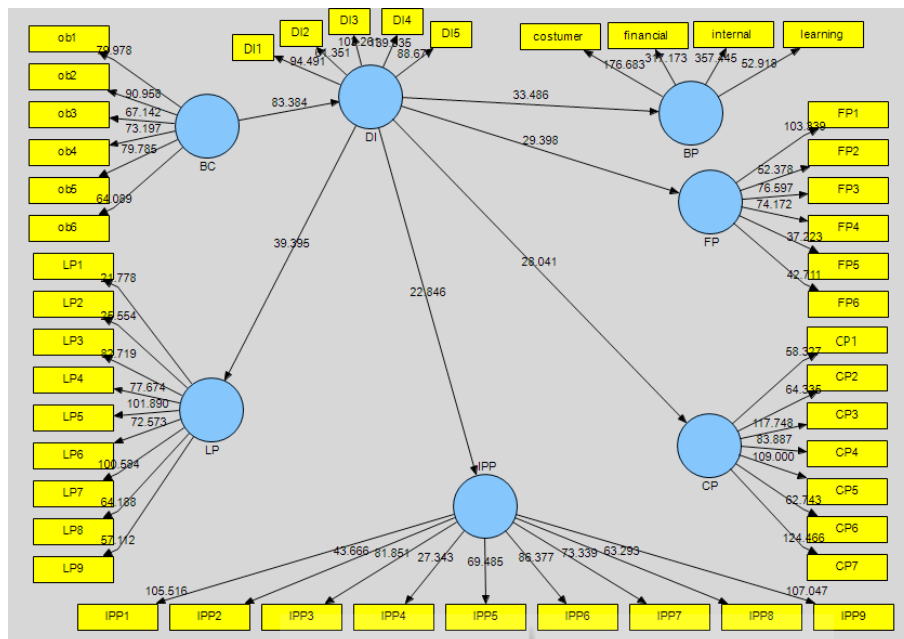 ob1
ob2
ob3
ob4
ob5
ob6
79.978
90.958
67.142
73.197
79.785
64.089
BC
83.384
DI1
DI2
DI3
DI4
DI5
94.491
88.67
DI
33.486
29.398
28.041
22.846
39.395
costumer
financial
internal
learning
176.683
317.173
357.445
52.918
BP
FP1
FP2
FP3
FP4
FP5
FP6
103.839
52.378
76.597
74.172
37.223
42.711
FP
LP1
LP2
LP3
LP4
LP5
LP6
LP7
LP8
LP9
21.778
25.554
82.719
77.674
101.890
72.573
100.594
64.188
57.112
LP
CP1
CP2
CP3
CP4
CP5
CP6
CP7
58.327
64.335
117.748
83.887
109.000
62.743
124.466
CP
IPP
105.516
43.666
81.851
27.343
69.485
86.377
73.339
63.293
107.047
IPP1
IPP2
IPP3
IPP4
IPP5
IPP6
IPP7
IPP8
IPP9